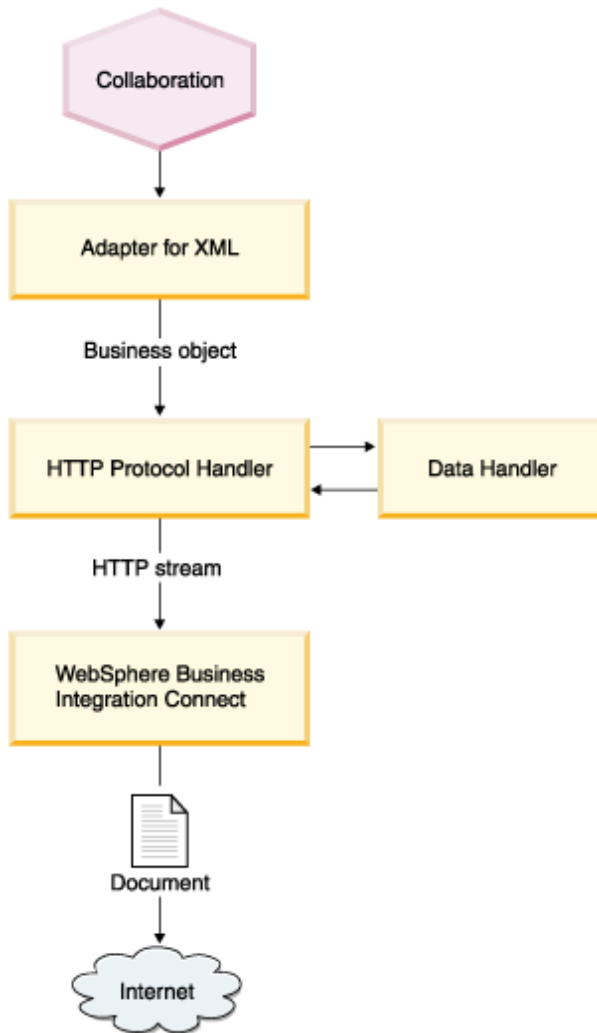 Collaboration
Adapter for XML
Business object
HTTP Protocol Handler
Data Handler
HTTP stream
WebSphere Business
Integration Connect
Document
Internet